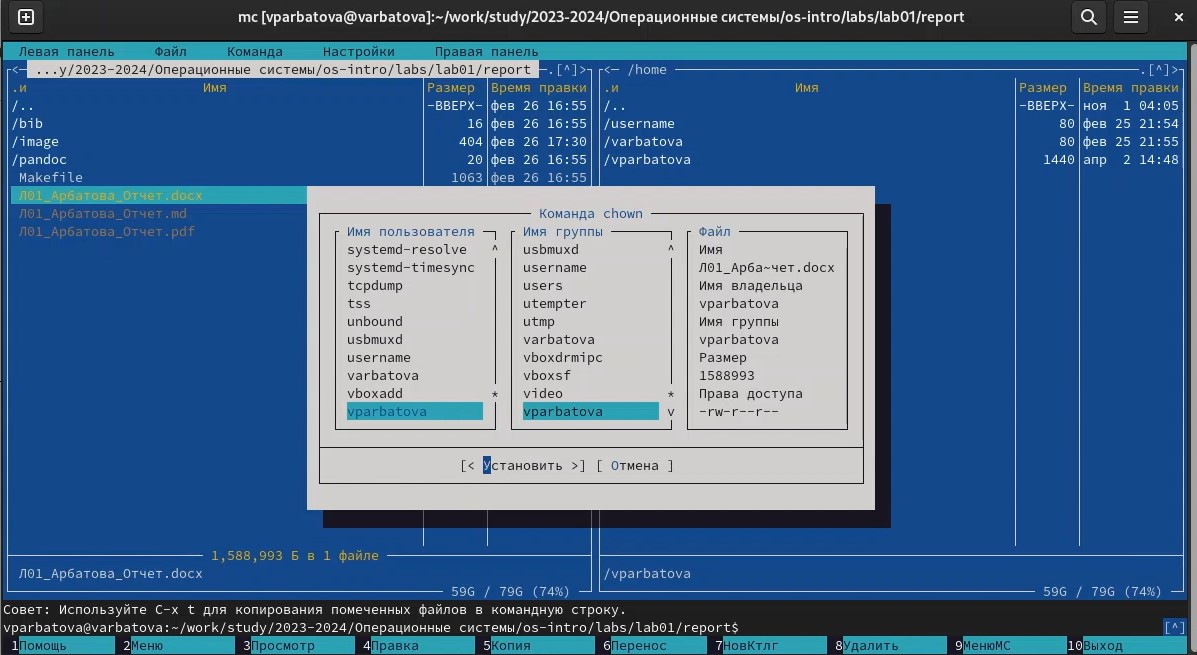 mc [vparbatova@varbatova]:~/work/study/2023-2024/Операционные системы/os-intro/labs/lab01/report
Левая панель Файл Команда Настройки Правая панель
<— ...y/2023-2024/Операционные системы/os-intro/labs/lab01/report —.[^]> <— /home —.[^]>
.и Имя Размер Время правки .и Имя Размер Время правки
/.. -ВВЕРХ- фев 26 16:55 /.. -ВВЕРХ- ноя 1 04:05
/bib 16 фев 26 16:55 /username 80 фев 25 21:54
/image 404 фев 26 17:30 /varbatova 80 фев 25 21:55
/pandoc 20 фев 26 16:55 /vparbatova 1440 апр 2 14:48
Makefile 1063 фев 26 16:55
Л01_Арбатова_Отчет.docx
Л01_Арбатова_Отчет.md
Л01_Арбатова_Отчет.pdf
Команда chown
Имя пользователя Имя группы Файл
systemd-resolve ^ usbmuxd ^ Имя
systemd-timesync username Л01_Арба~чет.docx
tcpdump users Имя владельца
tss utempter vparbatova
unbound utmp Имя группы
usbmuxd varbatova vparbatova
username vboxdrmipc Размер
varbatova vboxsf 1588993
vboxadd * video * Права доступа
vparbatova vparbatova v -rw-r--r--
[< Установить >] [ Отмена ]
1,588,993 Б в 1 файле
Л01_Арбатова_Отчет.docx /vparbatova
59G / 79G (74%) 59G / 79G (74%)
Совет: Используйте C-x t для копирования помеченных файлов в командную строку.
vparbatova@varbatova:~/work/study/2023-2024/Операционные системы/os-intro/labs/lab01/report$ [^]
1Помощь 2Меню 3Просмотр 4Правка 5Копия 6Перенос 7НовКтлг 8Удалить 9МенюМС 10Выход